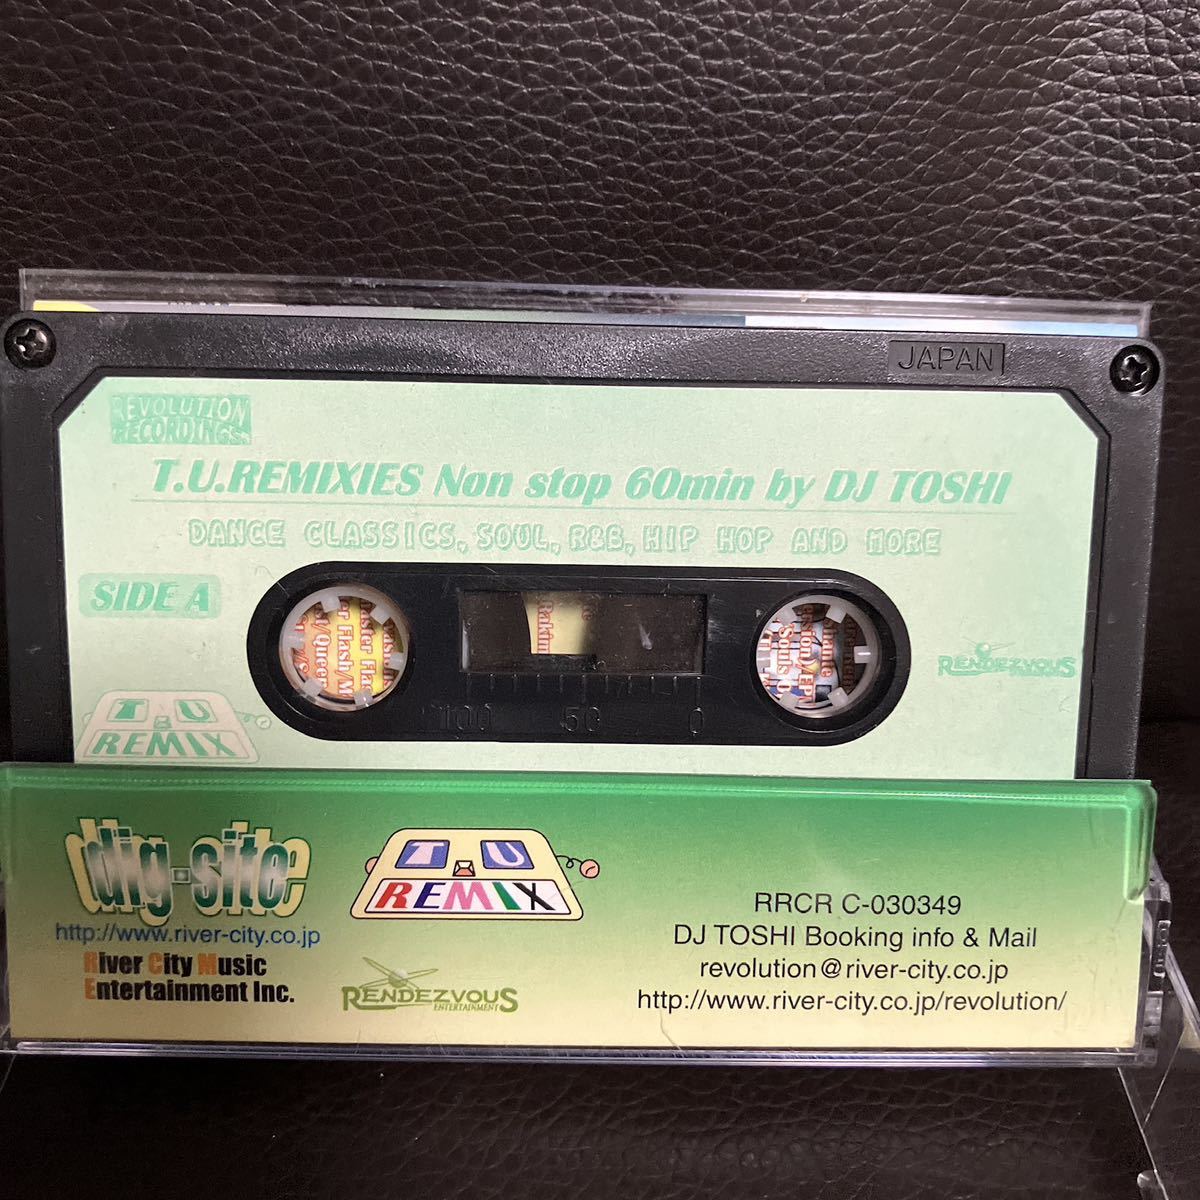 JAPAN
REVOLUTION
RECORDINGS.
T.U.REMIXIES Non stop 60min by DJ TOSHI
DANCE CLASSICS, SOUL, R&B, HIP HOP AND MORE
SIDE A
RENDEZVOUS
T.U
REMIX
100 50 0
dig-site
http://www.river-city.co.jp
River City Music
Entertainment Inc.
T.U
REMIX
RENDEZVOUS
ENTERTAINMENT
RRCR C-030349
DJ TOSHI Booking info & Mail
revolution@river-city.co.jp
http://www.river-city.co.jp/revolution/